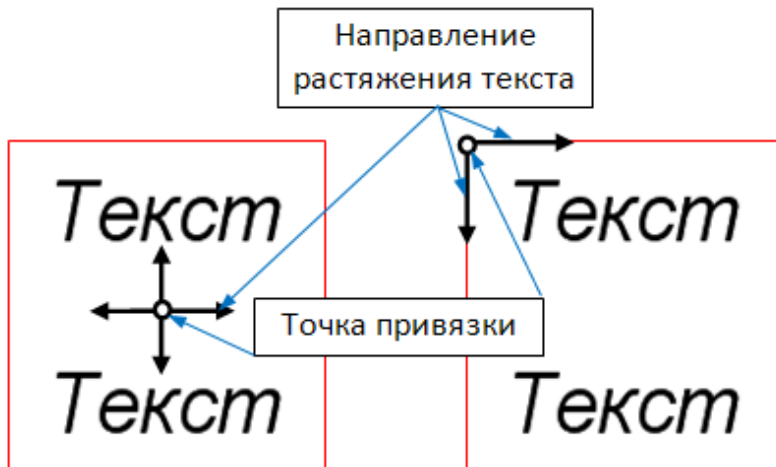 Направление
растяжения текста
Текст
Текст
Точка привязки
Текст
Текст